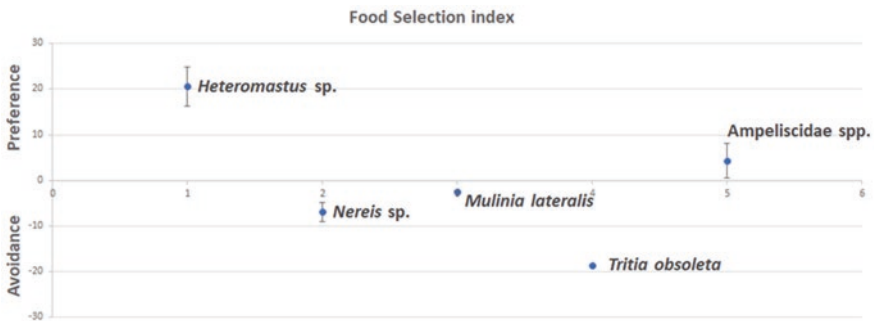 Food Selection index
30
Preference
20
Heteromastus sp.
10
Ampeliscidae spp.
0
0 1 2 3 4 5 6
Mulinia lateralis
Nereis sp.
Avoidance
-10
-20
Tritia obsoleta
-30